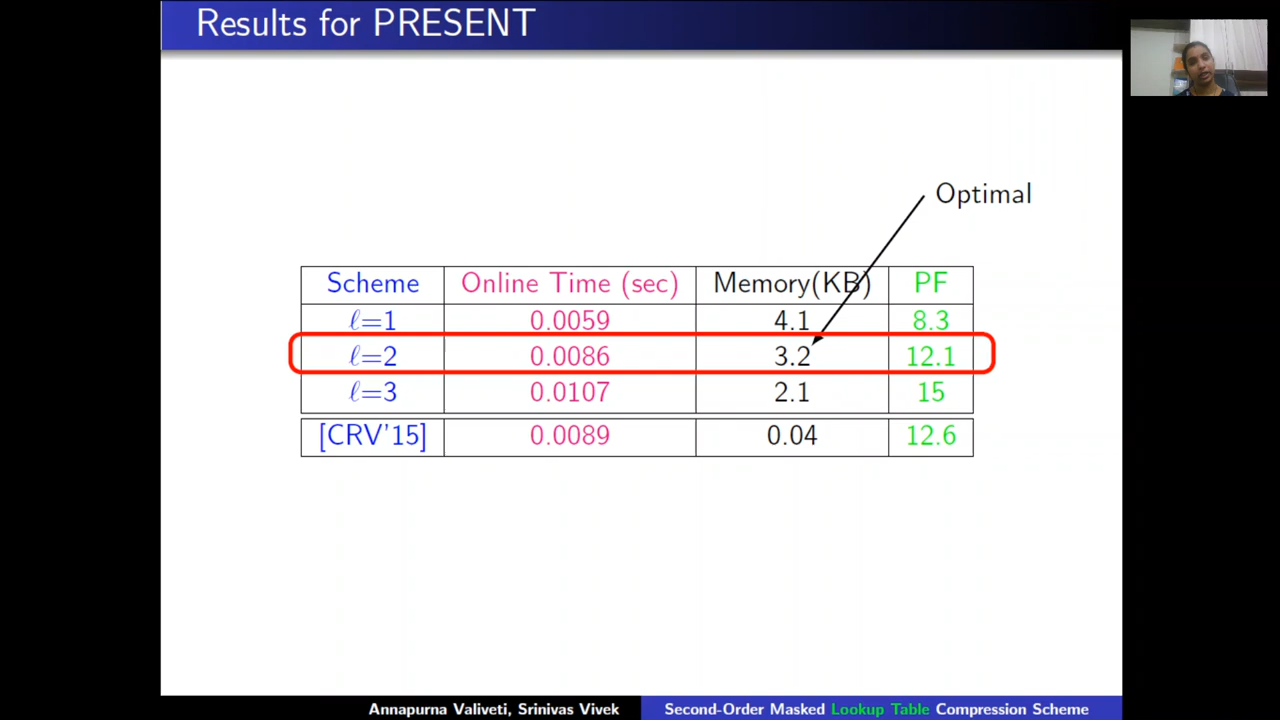 Results for PRESENT
Optimal
Scheme Online Time (sec) Memory(KB) PF
ℓ=1 0.0059 4.1 8.3
ℓ=2 0.0086 3.2 12.1
ℓ=3 0.0107 2.1 15
[CRV'15] 0.0089 0.04 12.6
Annapurna Valiveti, Srinivas Vivek Second-Order Masked Lookup Table Compression Scheme